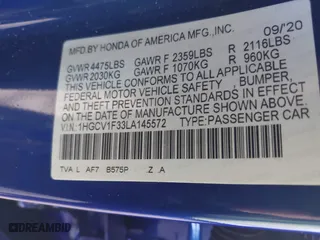 MFD. BY HONDA OF AMERICA MFG.,INC. 09/'20
GVWR 4475LBS GAWR F 2359LBS R 2116LBS
GVWR 2030KG GAWR F 1070KG R 960KG
THIS VEHICLE CONFORMS TO ALL APPLICABLE
FEDERAL MOTOR VEHICLE SAFETY, BUMPER,
AND THEFT PREVENTION STANDARDS IN EFFECT
ON THE DATE OF MANUFACTURE SHOWN ABOVE.
VIN: 1HGCV1F33LA145572 TYPE:PASSENGER CAR
TVA L AF7 B575P Z .A
DREAMBID